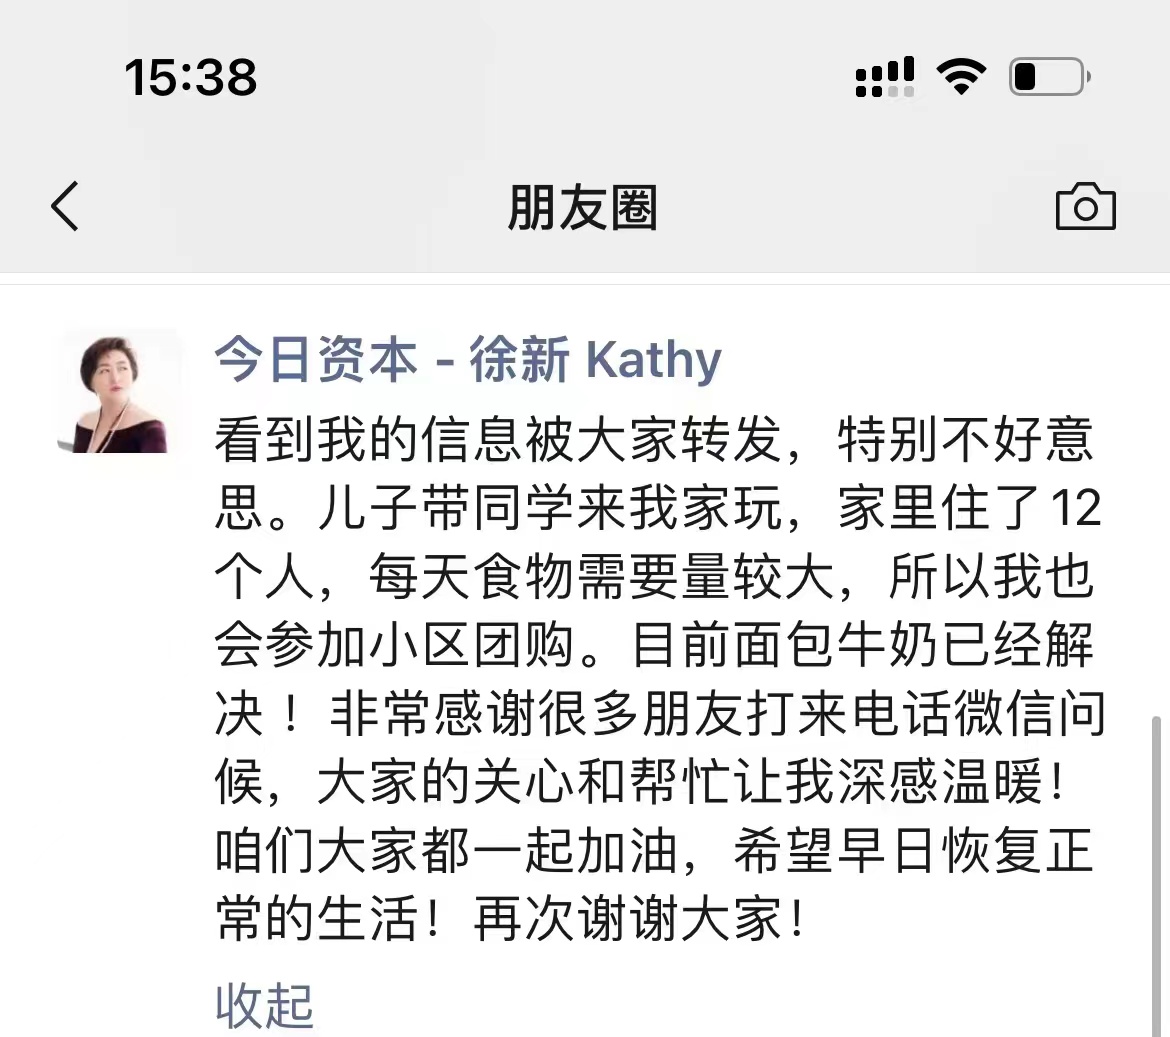 15:38
朋友圈
今日资本 - 徐新 Kathy
看到我的信息被大家转发，特别不好意
思。儿子带同学来我家玩，家里住了12
个人，每天食物需要量较大，所以我也
会参加小区团购。目前面包牛奶已经解
决！非常感谢很多朋友打来电话微信问
候，大家的关心和帮忙让我深感温暖！
咱们大家都一起加油，希望早日恢复正
常的生活！再次谢谢大家！
收起